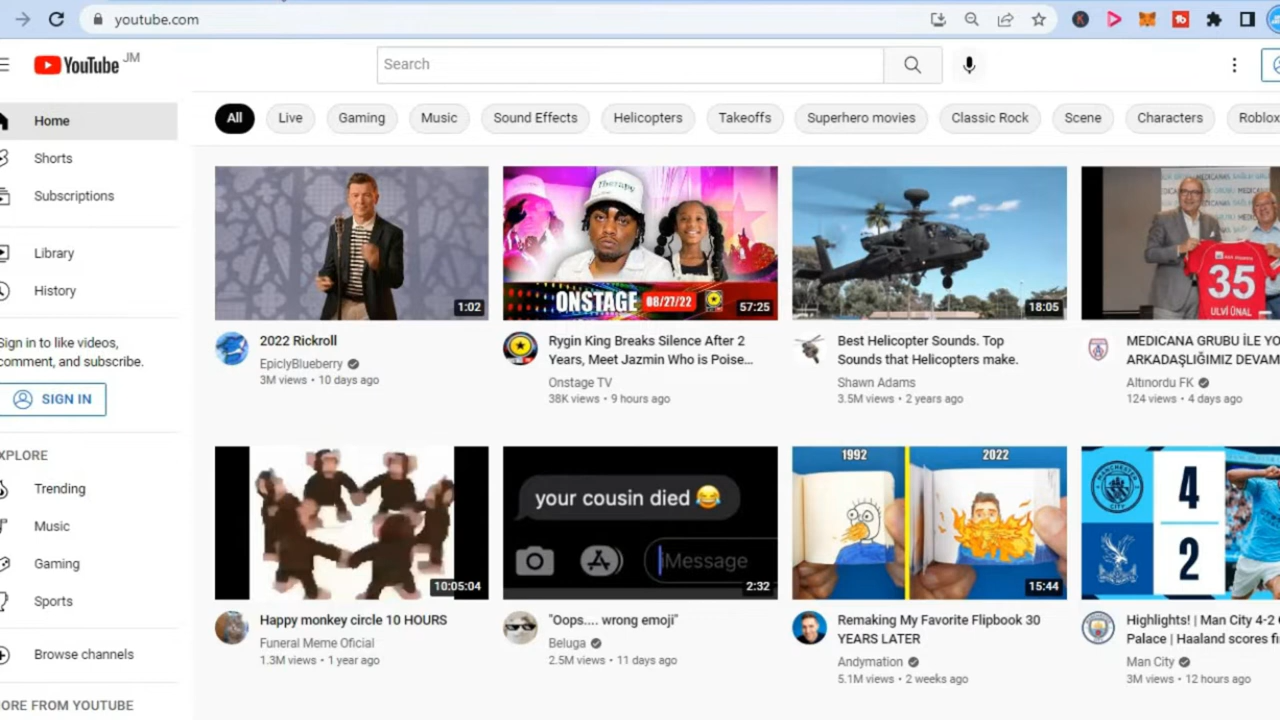 youtube.com
YouTube JM
Search
Home
Shorts
Subscriptions
Library
History
Sign in to like videos,
comment, and subscribe.
SIGN IN
XPLORE
Trending
Music
Gaming
Sports
Browse channels
ORE FROM YOUTUBE
All Live Gaming Music Sound Effects Helicopters Takeoffs Superhero movies Classic Rock Scene Characters Roblox
1:02
2022 Rickroll
EpiclyBlueberry
3M views • 10 days ago
Therapy
ONSTAGE 08/27/22
57:25
Rygin King Breaks Silence After 2
Years, Meet Jazmin Who is Poise...
Onstage TV
38K views • 9 hours ago
18:05
Best Helicopter Sounds. Top
Sounds that Helicopters make.
Shawn Adams
3.5M views • 2 years ago
MEDICANA
35
ULVİ ÜNAL
MEDICANA GRUBU İLE YO
ARKADAŞLIĞIMIZ DEVAM
Altınordu FK
124 views • 4 days ago
10:05:04
Happy monkey circle 10 HOURS
Funeral Meme Oficial
1.3M views • 1 year ago
your cousin died 😂
iMessage
2:32
"Oops.... wrong emoji"
Beluga
2.5M views • 11 days ago
1992 2022
15:44
Remaking My Favorite Flipbook 30
YEARS LATER
Andymation
5.1M views • 2 weeks ago
MANCHESTER
CITY
4
2
Highlights! | Man City 4-2 C
Palace | Haaland scores fi
Man City
3M views • 12 hours ago